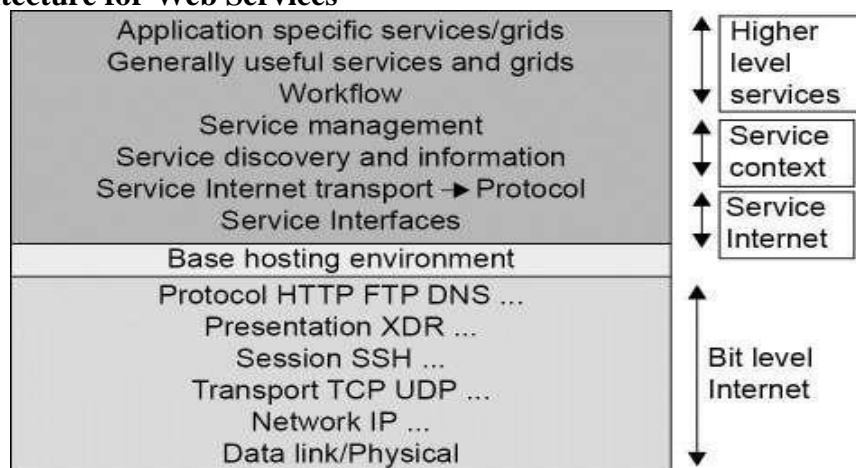 tecture for Web Services
Application specific services/grids
Generally useful services and grids
Workflow
Service management
Service discovery and information
Service Internet transport → Protocol
Service Interfaces
Base hosting environment
Protocol HTTP FTP DNS ...
Presentation XDR ...
Session SSH ...
Transport TCP UDP ...
Network IP ...
Data link/Physical
Higher
level
services
Service
context
Service
Internet
Bit level
Internet